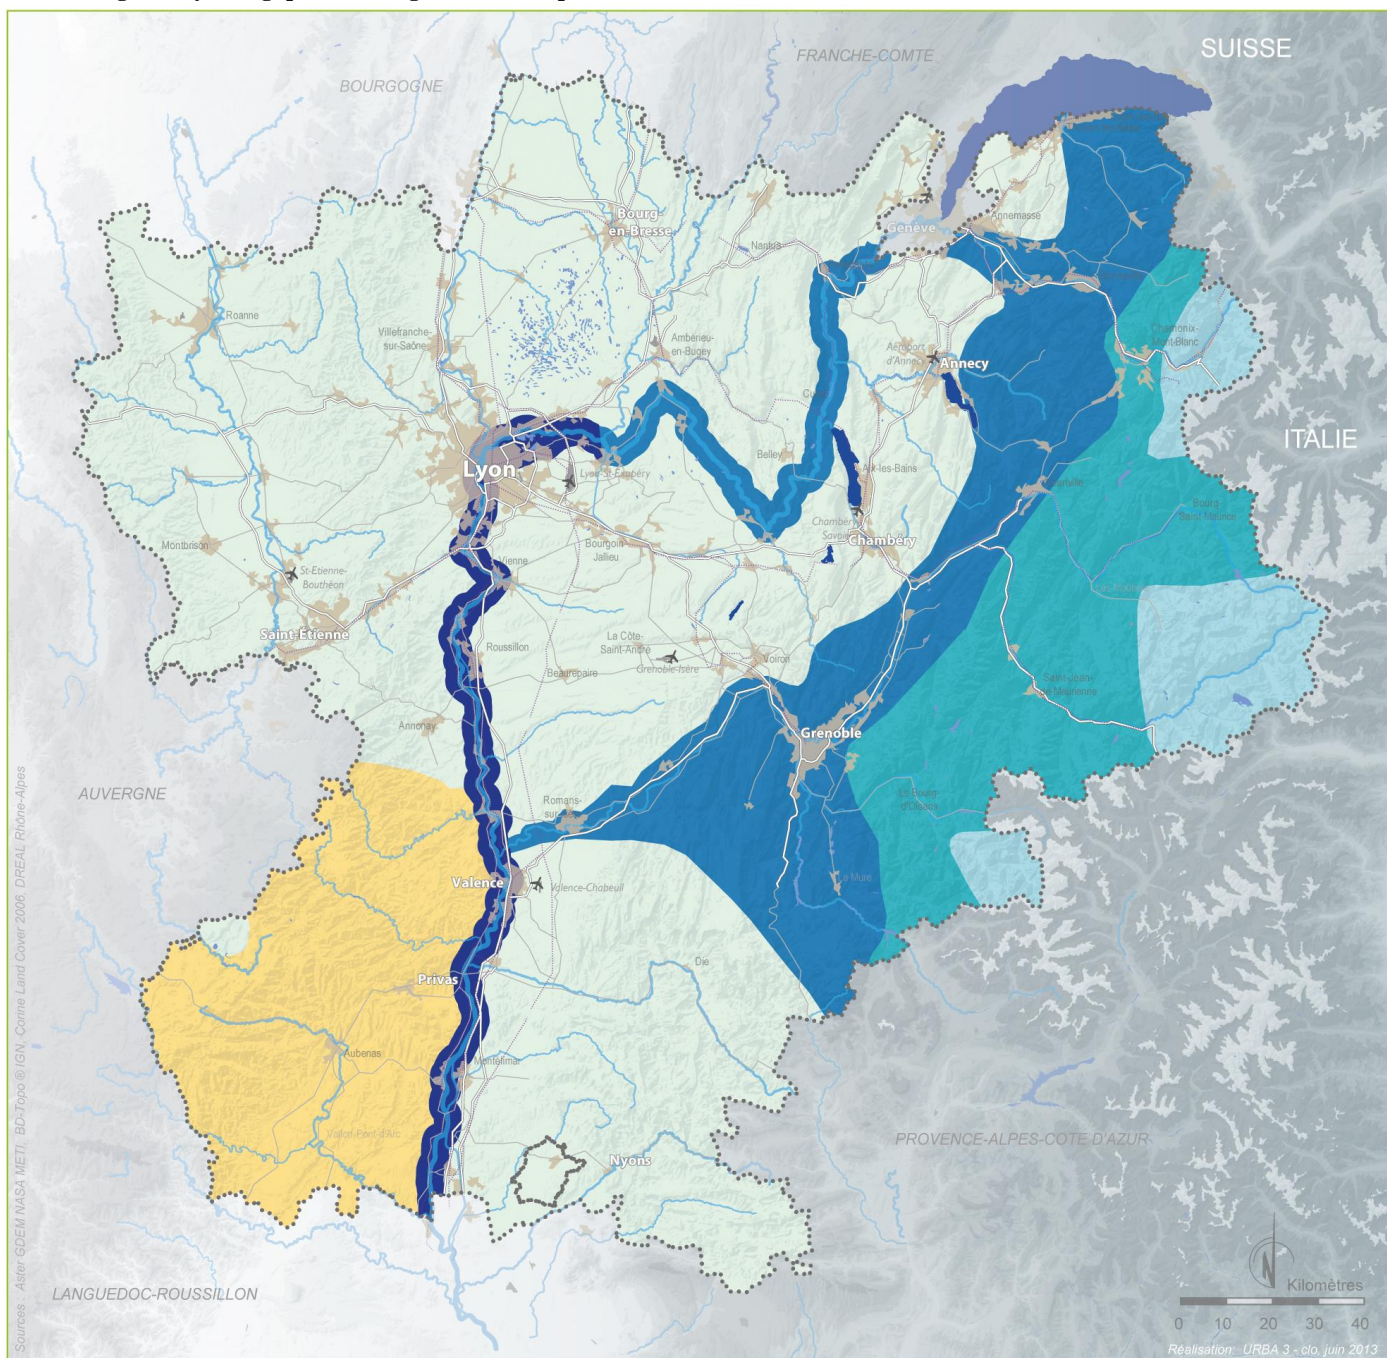 SUISSE
FRANCHE-COMTE
BOURGOGNE
Bourg-
en-Bresse
Annemasse
Genève
Nantua
Roanne
Villefranche-
sur-Saône
Ambérieu-
en-Bugey
Chamonix-
Mont-Blanc
Aéroport
d'Annecy
Annecy
ITALIE
Lyon
Lyon-St-Exupéry
Belley
Aix-les-Bains
Albertville
Bourg-
Saint-Maurice
Chambéry
Savoie
Chambéry
Montbrison
Bourgoin-
Jallieu
Vienne
St-Etienne-
Bouthéon
Saint-Étienne
Roussillon
La Côte-
Saint-André
Grenoble-Isère
Voiron
Beaurepaire
Saint-Jean-
de-Maurienne
Annonay
Grenoble
AUVERGNE
Romans-
Le Bourg-
d'Oisans
Valence
Valence-Chabeuil
La Mure
Privas
Die
Aubenas
Montélimar
Vallon-Pont-d'Arc
Nyons
PROVENCE-ALPES-COTE D'AZUR
LANGUEDOC-ROUSSILLON
N
Kilomètres
0 10 20 30 40
Réalisation: URBA 3 - clo, juin 2013
Sources : Aster GDEM NASA METI, BD-Topo ® IGN, Corine Land Cover 2006, DREAL Rhône-Alpes